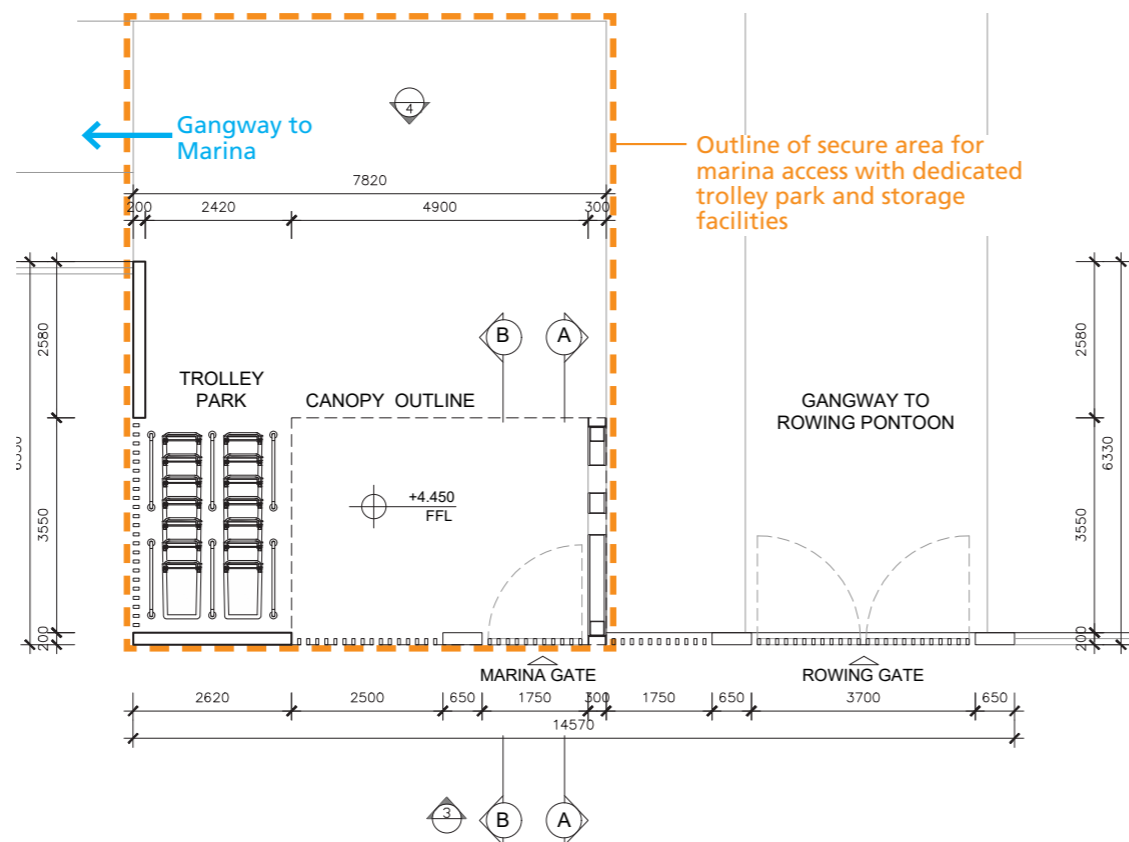 4
Gangway to
Marina
Outline of secure area for
marina access with dedicated
trolley park and storage
facilities
7820
200
2420
4900
300
B
A
2580
2580
TROLLEY
PARK
CANOPY OUTLINE
GANGWAY TO
ROWING PONTOON
6330
3550
+4.450
FFL
3550
200
200
MARINA GATE
ROWING GATE
2620
2500
650
1750
300
1750
650
3700
650
14570
3
B
A